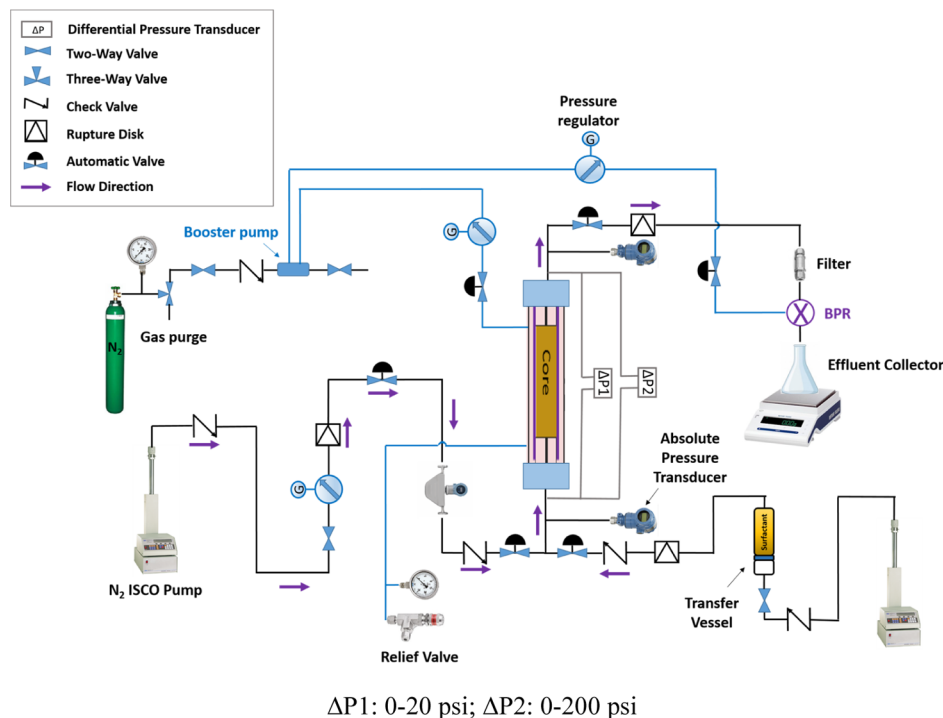 ΔP
Differential Pressure Transducer
Two-Way Valve
Three-Way Valve
Check Valve
Rupture Disk
Automatic Valve
Flow Direction
Pressure
regulator
G
Booster pump
G
Filter
BPR
N2
Gas purge
Core
ΔP1
ΔP2
Effluent Collector
Absolute
Pressure
Transducer
G
Surfactant
N2 ISCO Pump
Transfer
Vessel
Relief Valve
ΔP1: 0-20 psi; ΔP2: 0-200 psi